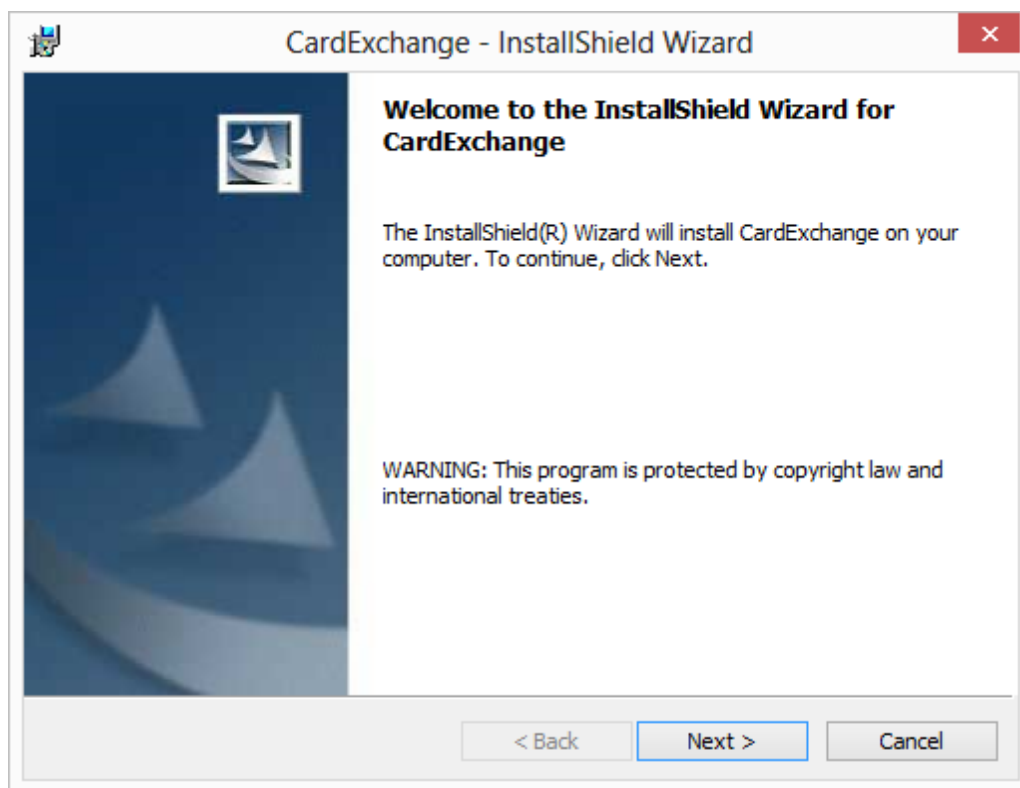 CardExchange - InstallShield Wizard
Welcome to the InstallShield Wizard for
CardExchange
The InstallShield(R) Wizard will install CardExchange on your
computer. To continue, click Next.
WARNING: This program is protected by copyright law and
international treaties.
< Back
Next >
Cancel